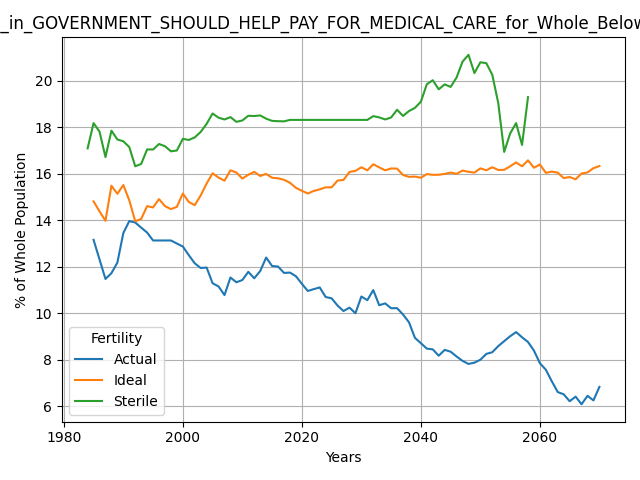 _in_GOVERNMENT_SHOULD_HELP_PAY_FOR_MEDICAL_CARE_for_Whole_Below
% of Whole Population
20
18
16
14
12
10
8
6
Fertility
Actual
Ideal
Sterile
1980
2000
2020
2040
2060
Years